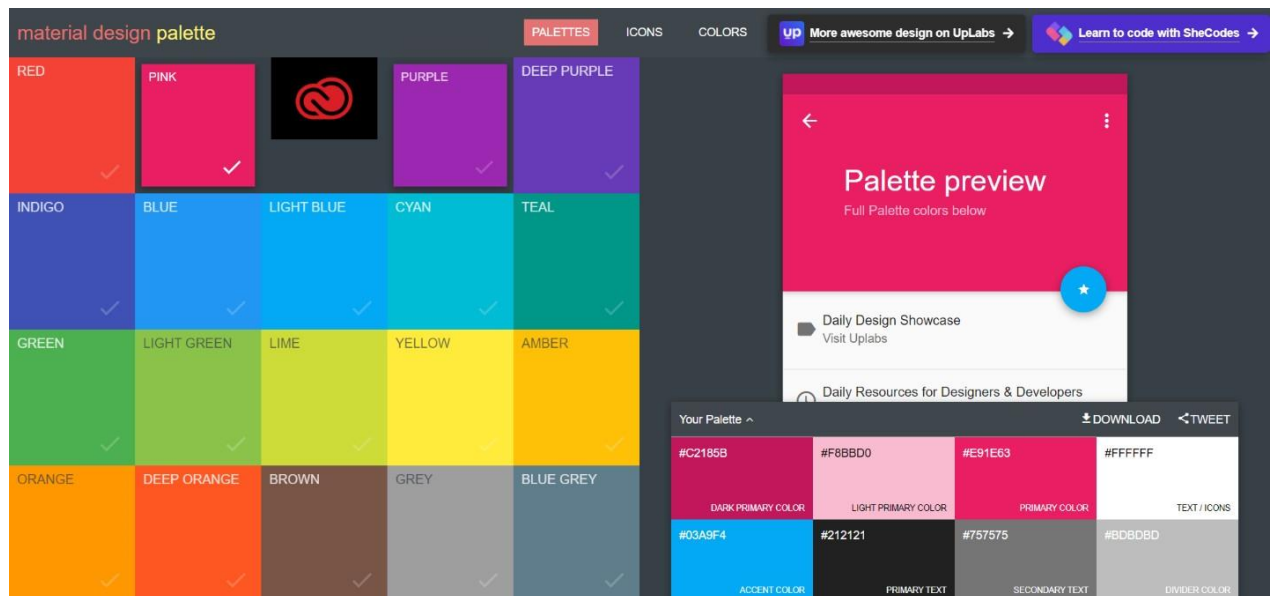 material design palette
PALETTES
ICONS
COLORS
up More awesome design on UpLabs →
Learn to code with SheCodes →
RED
PINK
PURPLE
DEEP PURPLE
INDIGO
BLUE
LIGHT BLUE
CYAN
TEAL
GREEN
LIGHT GREEN
LIME
YELLOW
AMBER
ORANGE
DEEP ORANGE
BROWN
GREY
BLUE GREY
Palette preview
Full Palette colors below
Daily Design Showcase
Visit Uplabs
Daily Resources for Designers & Developers
Your Palette
DOWNLOAD
TWEET
#C2185B
DARK PRIMARY COLOR
#F8BBD0
LIGHT PRIMARY COLOR
#E91E63
PRIMARY COLOR
#FFFFFF
TEXT / ICONS
#03A9F4
ACCENT COLOR
#212121
PRIMARY TEXT
#757575
SECONDARY TEXT
#BDBDBD
DIVIDER COLOR